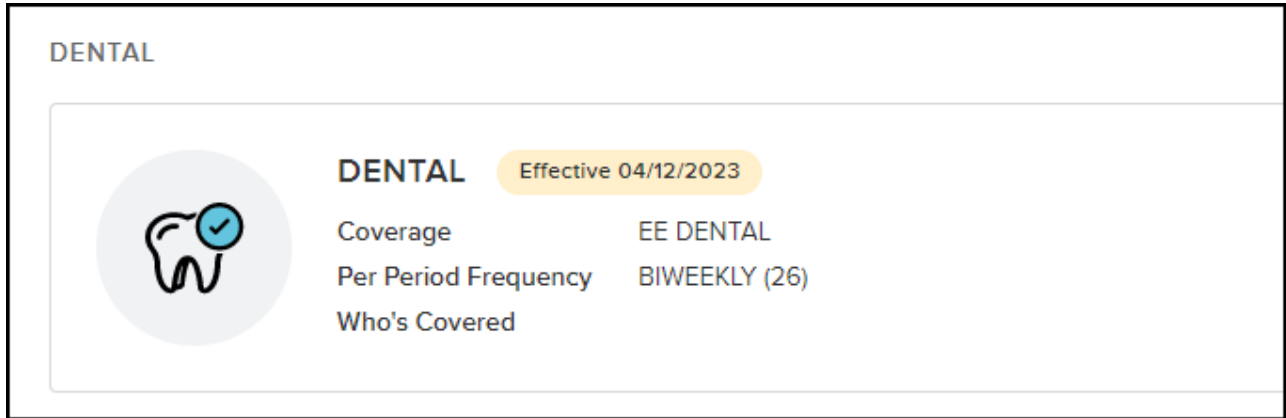 DENTAL
DENTAL Effective 04/12/2023
Coverage EE DENTAL
Per Period Frequency BIWEEKLY (26)
Who's Covered